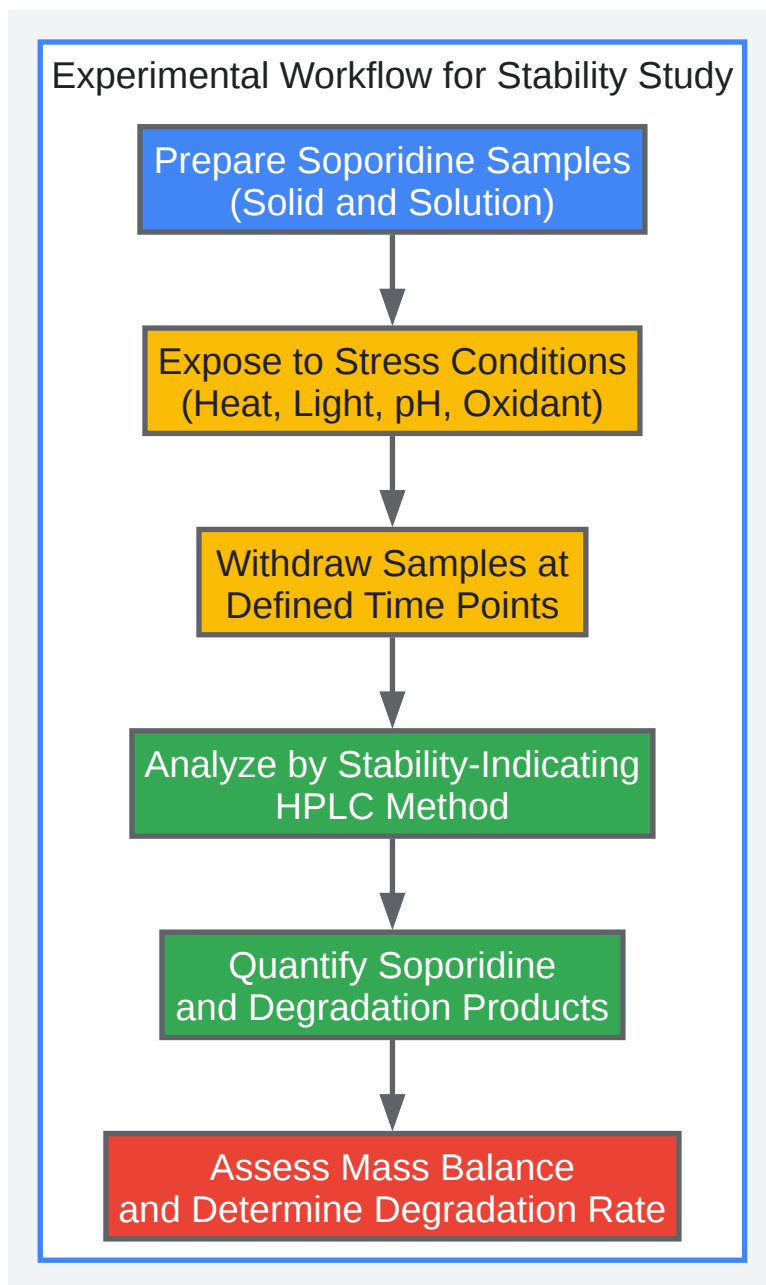 Experimental Workflow for Stability Study
Prepare Soporidine Samples
(Solid and Solution)
Expose to Stress Conditions
(Heat, Light, pH, Oxidant)
Withdraw Samples at
Defined Time Points
Analyze by Stability-Indicating
HPLC Method
Quantify Soporidine
and Degradation Products
Assess Mass Balance
and Determine Degradation Rate